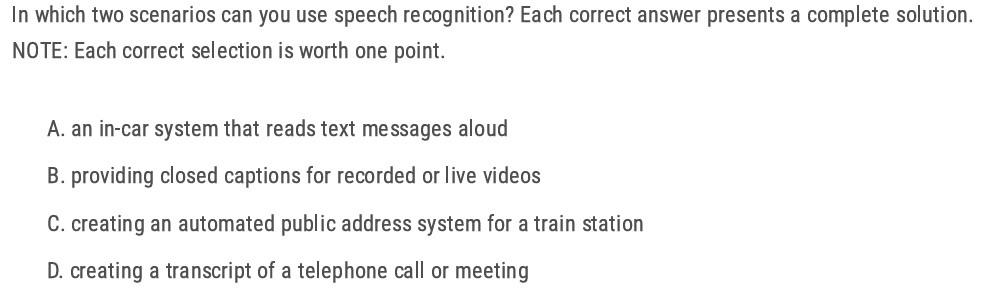 In which two scenarios can you use speech recognition? Each correct answer presents a complete solution.
NOTE: Each correct selection is worth one point.
A. an in-car system that reads text messages aloud
B. providing closed captions for recorded or live videos
C. creating an automated public address system for a train station
D. creating a transcript of a telephone call or meeting